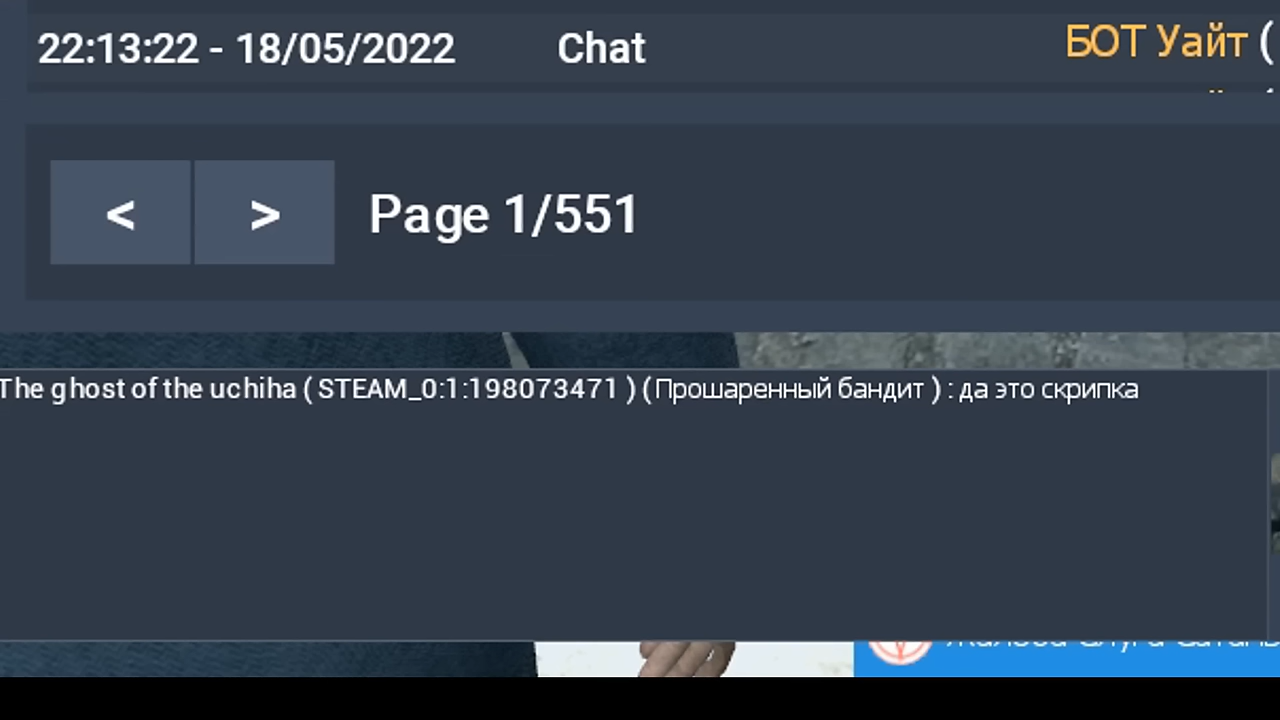 22:13:22 - 18/05/2022 Chat БОТ Уайт (
< > Page 1/551
The ghost of the uchiha ( STEAM_0:1:198073471 ) (Прошаренный бандит ) : да это скрипка